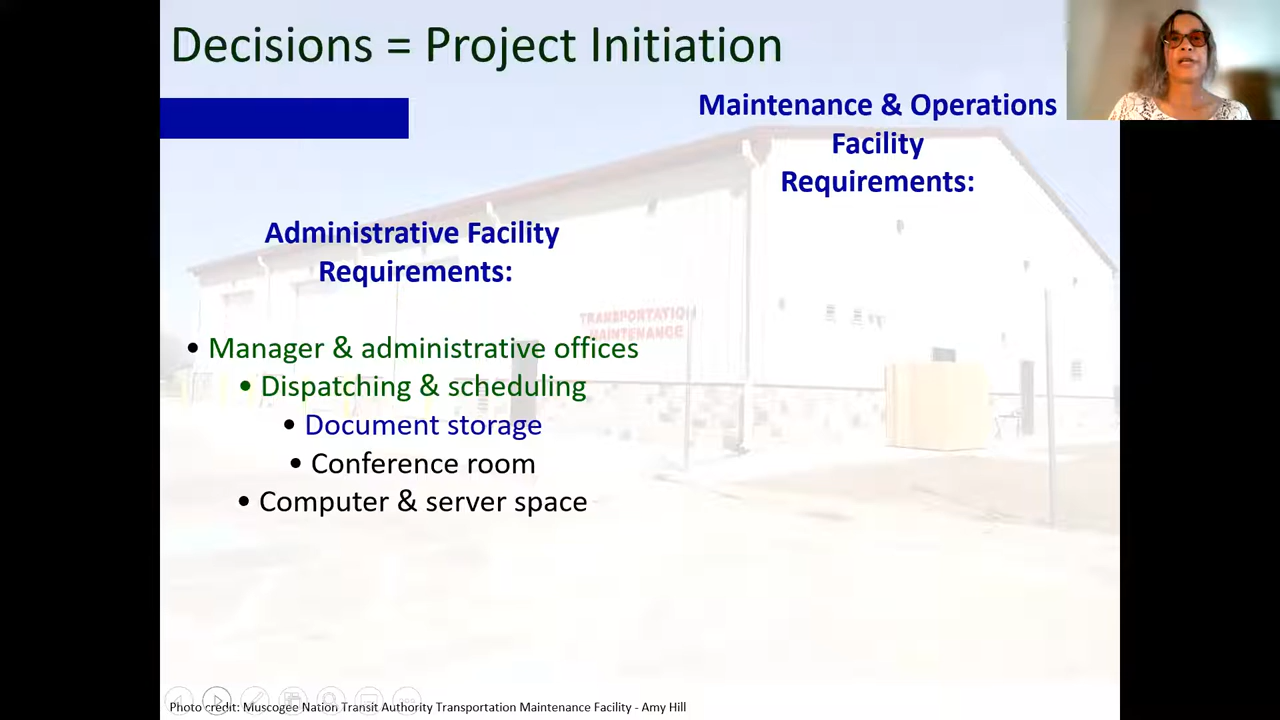 Decisions = Project Initiation
Maintenance & Operations
Facility
Requirements:
Administrative Facility
Requirements:
TRANSPORTATION
MAINTENANCE
• Manager & administrative offices
• Dispatching & scheduling
• Document storage
• Conference room
• Computer & server space
Photo credit: Muscogee Nation Transit Authority Transportation Maintenance Facility - Amy Hill